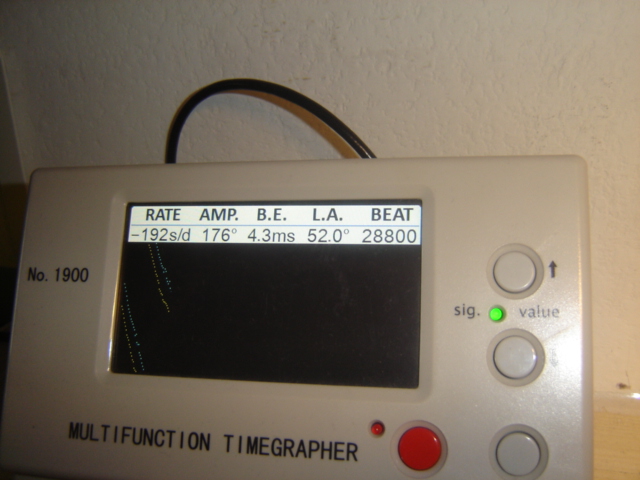 RATE AMP. B.E. L.A. BEAT
-192s/d 176° 4.3ms 52.0° 28800
No. 1900
sig. value
MULTIFUNCTION TIMEGRAPHER